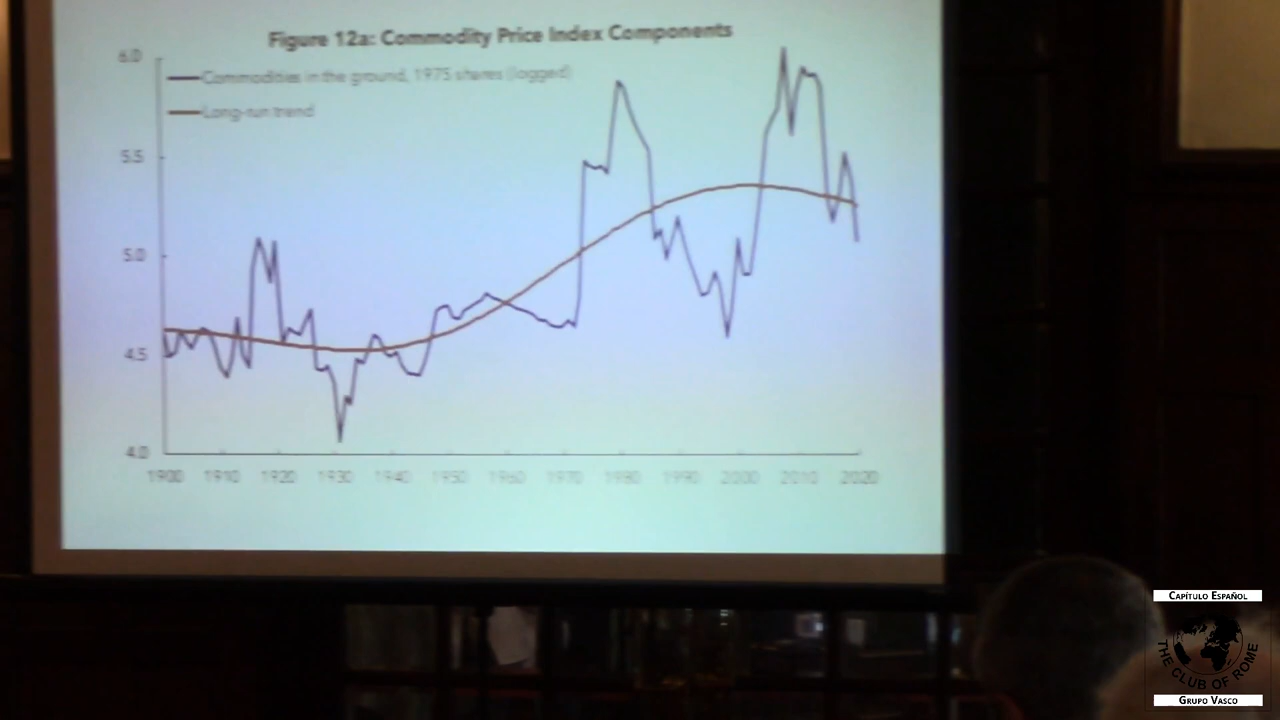 Figure 12a: Commodity Price Index Components
6.0
Commodities in the ground, 1975 shares (logged)
Long-run trend
5.5
5.0
4.5
4.0
1900 1910 1920 1930 1940 1950 1960 1970 1980 1990 2000 2010 2020
CAPÍTULO ESPAÑOL
THE CLUB OF ROME
GRUPO VASCO